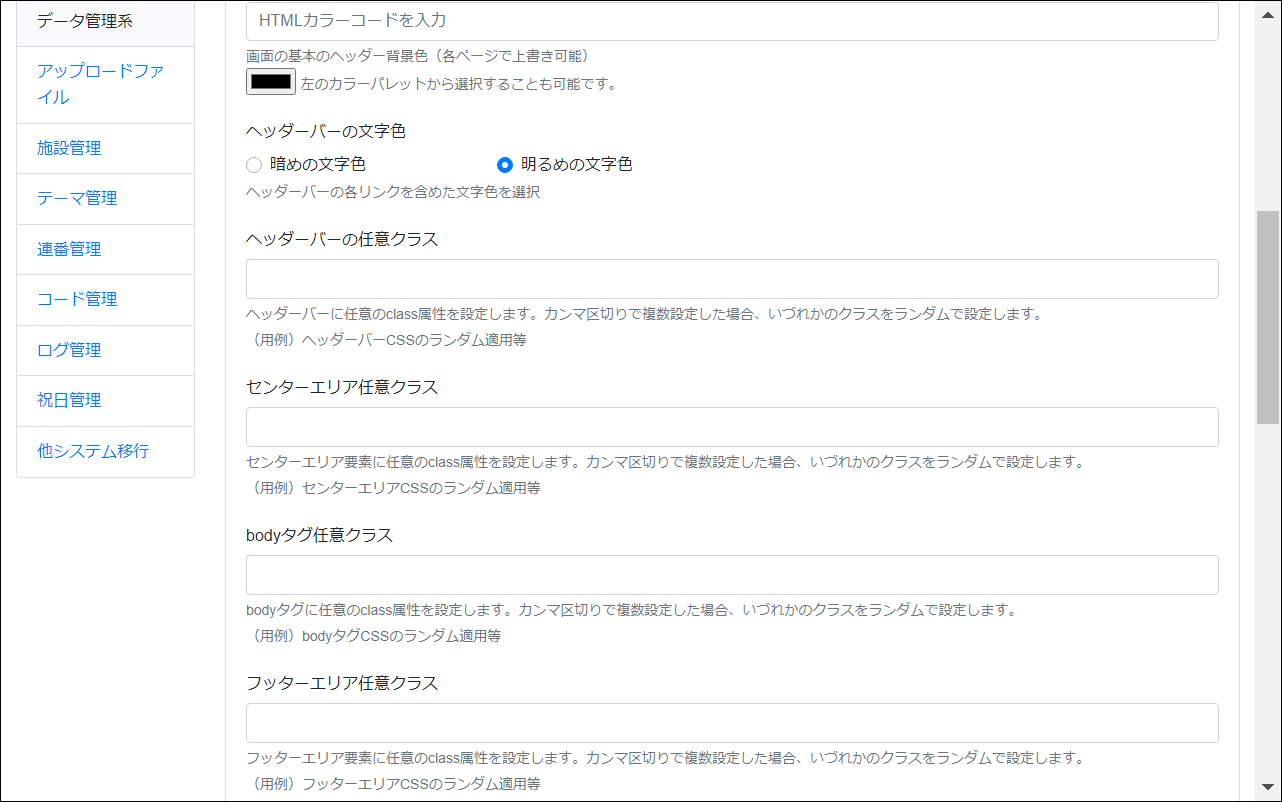 データ管理系
アップロードファ
イル
施設管理
テーマ管理
連番管理
コード管理
ログ管理
祝日管理
他システム移行
HTMLカラーコードを入力
画面の基本のヘッダー背景色（各ページで上書き可能）
左のカラーパレットから選択することも可能です。
ヘッダーバーの文字色
暗めの文字色 明るめの文字色
ヘッダーバーの各リンクを含めた文字色を選択
ヘッダーバーの任意クラス
ヘッダーバーに任意のclass属性を設定します。カンマ区切りで複数設定した場合、いづれかのクラスをランダムで設定します。
（用例）ヘッダーバーCSSのランダム適用等
センターエリア任意クラス
センターエリア要素に任意のclass属性を設定します。カンマ区切りで複数設定した場合、いづれかのクラスをランダムで設定します。
（用例）センターエリアCSSのランダム適用等
bodyタグ任意クラス
bodyタグに任意のclass属性を設定します。カンマ区切りで複数設定した場合、いづれかのクラスをランダムで設定します。
（用例）bodyタグCSSのランダム適用等
フッターエリア任意クラス
フッターエリア要素に任意のclass属性を設定します。カンマ区切りで複数設定した場合、いづれかのクラスをランダムで設定します。
（用例）フッターエリアCSSのランダム適用等